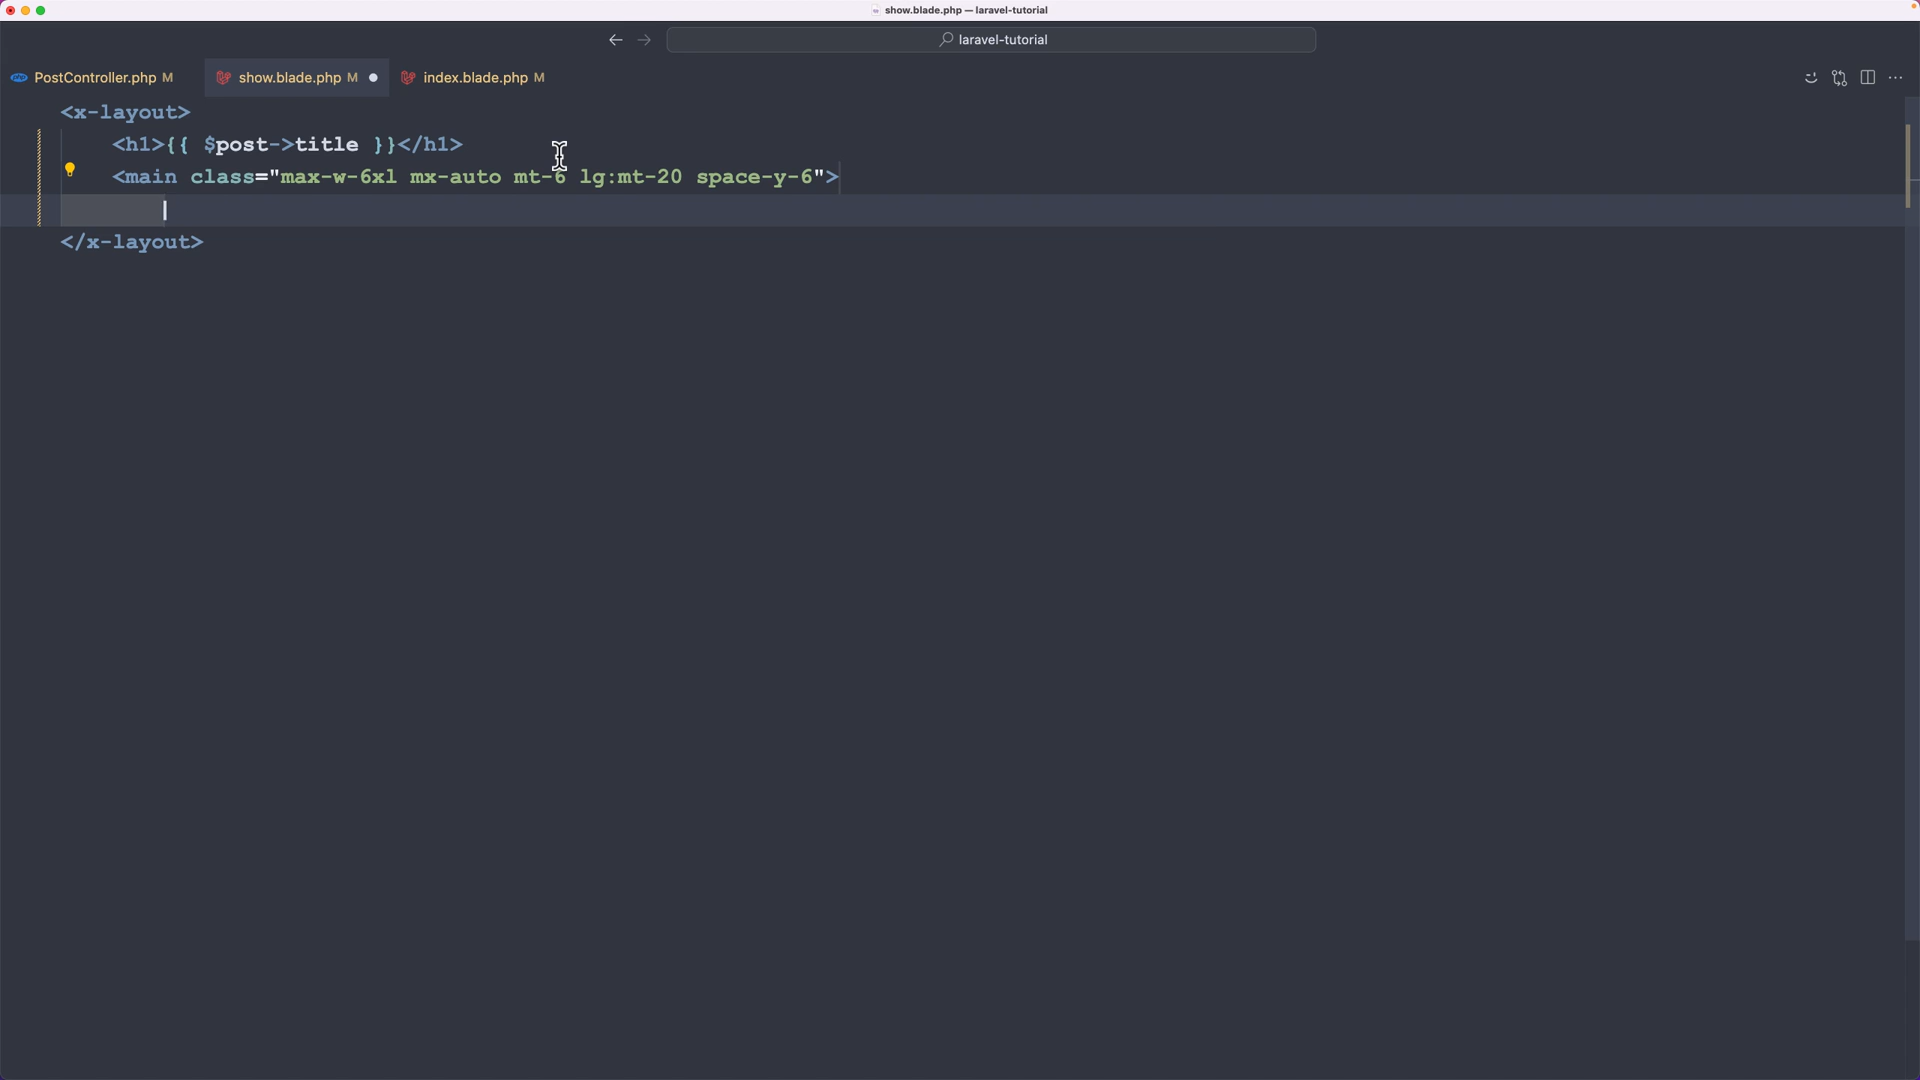 show.blade.php — laravel-tutorial
laravel-tutorial
PostController.php M
show.blade.php M
index.blade.php M
<x-layout>
<h1>{{ $post->title }}</h1>
<main class="max-w-6xl mx-auto mt-6 lg:mt-20 space-y-6">
</x-layout>